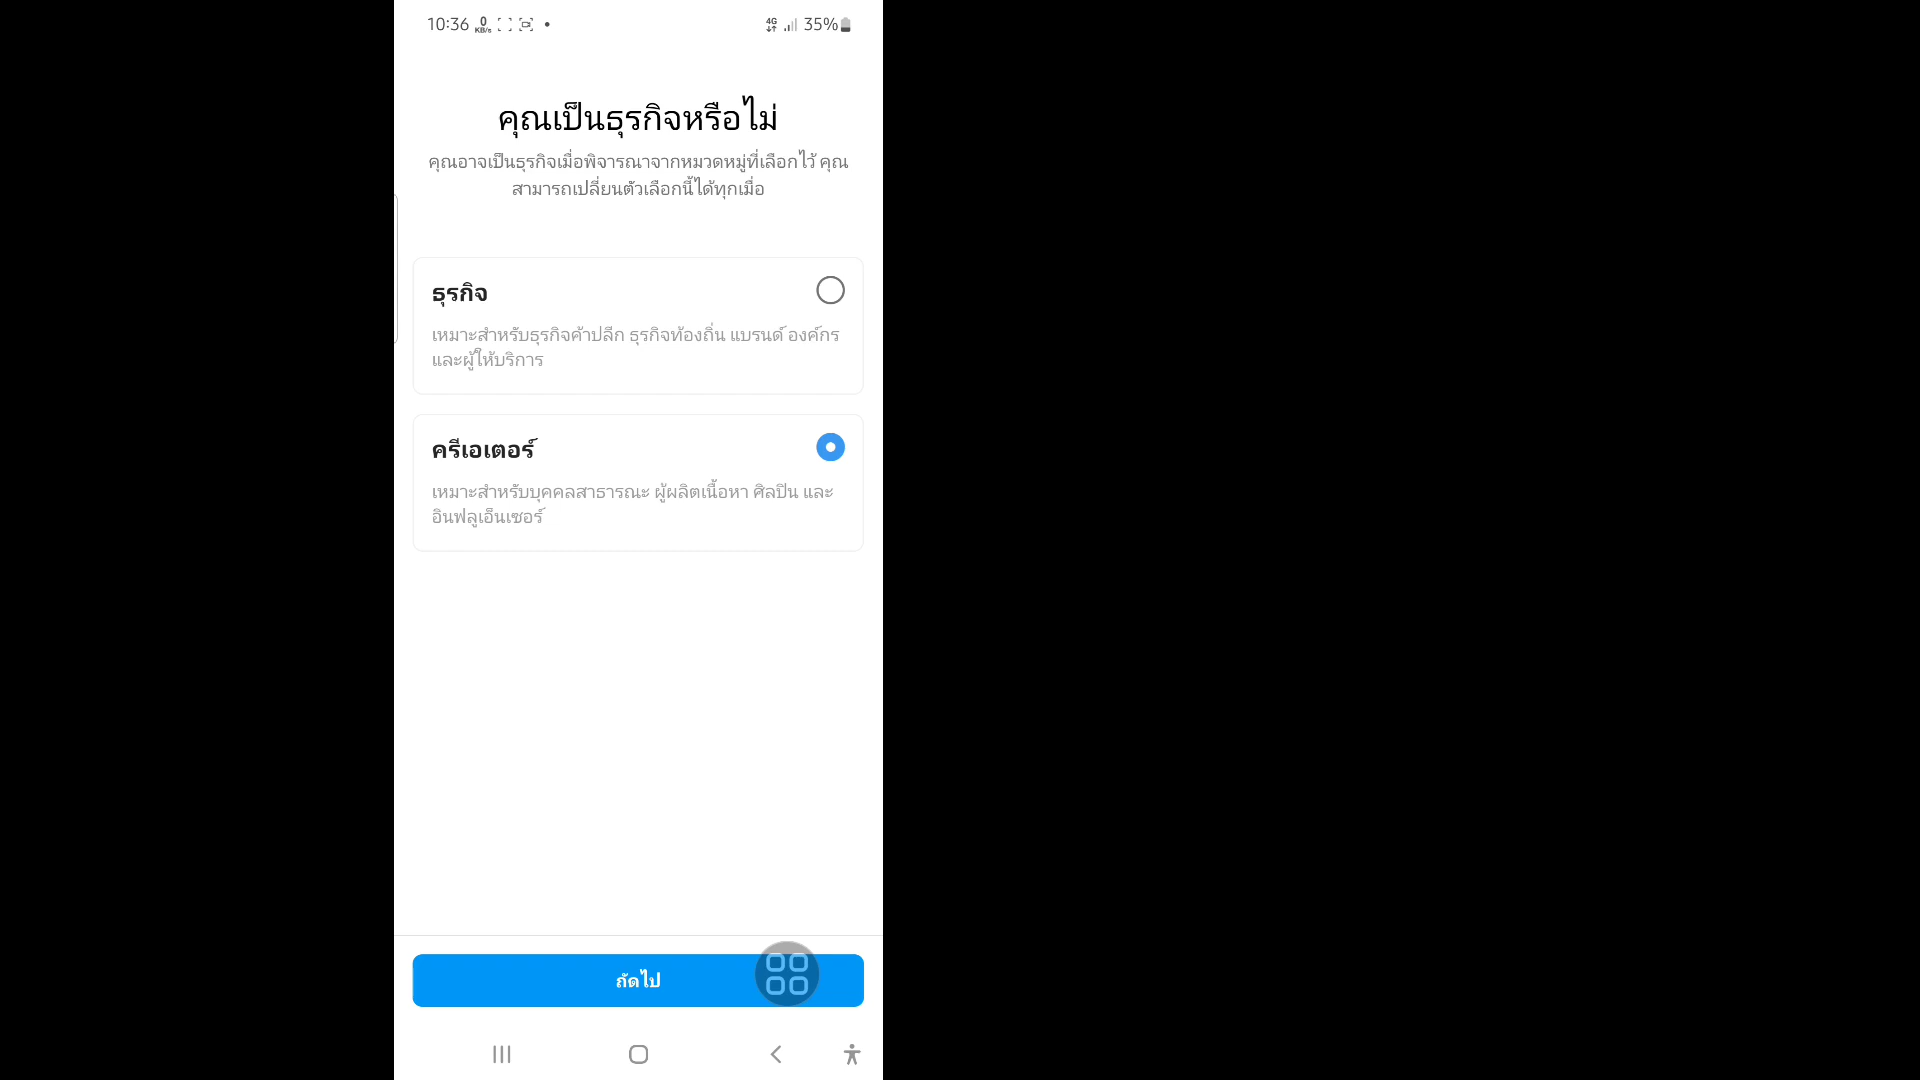 10:36 0 KB/s 4G 35%
คุณเป็นธุรกิจหรือไม่
คุณอาจเป็นธุรกิจเมื่อพิจารณาจากหมวดหมู่ที่เลือกไว้ คุณ
สามารถเปลี่ยนตัวเลือกนี้ได้ทุกเมื่อ
ธุรกิจ
เหมาะสำหรับธุรกิจค้าปลีก ธุรกิจท้องถิ่น แบรนด์ องค์กร
และผู้ให้บริการ
ครีเอเตอร์
เหมาะสำหรับบุคคลสาธารณะ ผู้ผลิตเนื้อหา ศิลปิน และ
อินฟลูเอ็นเซอร์
ถัดไป